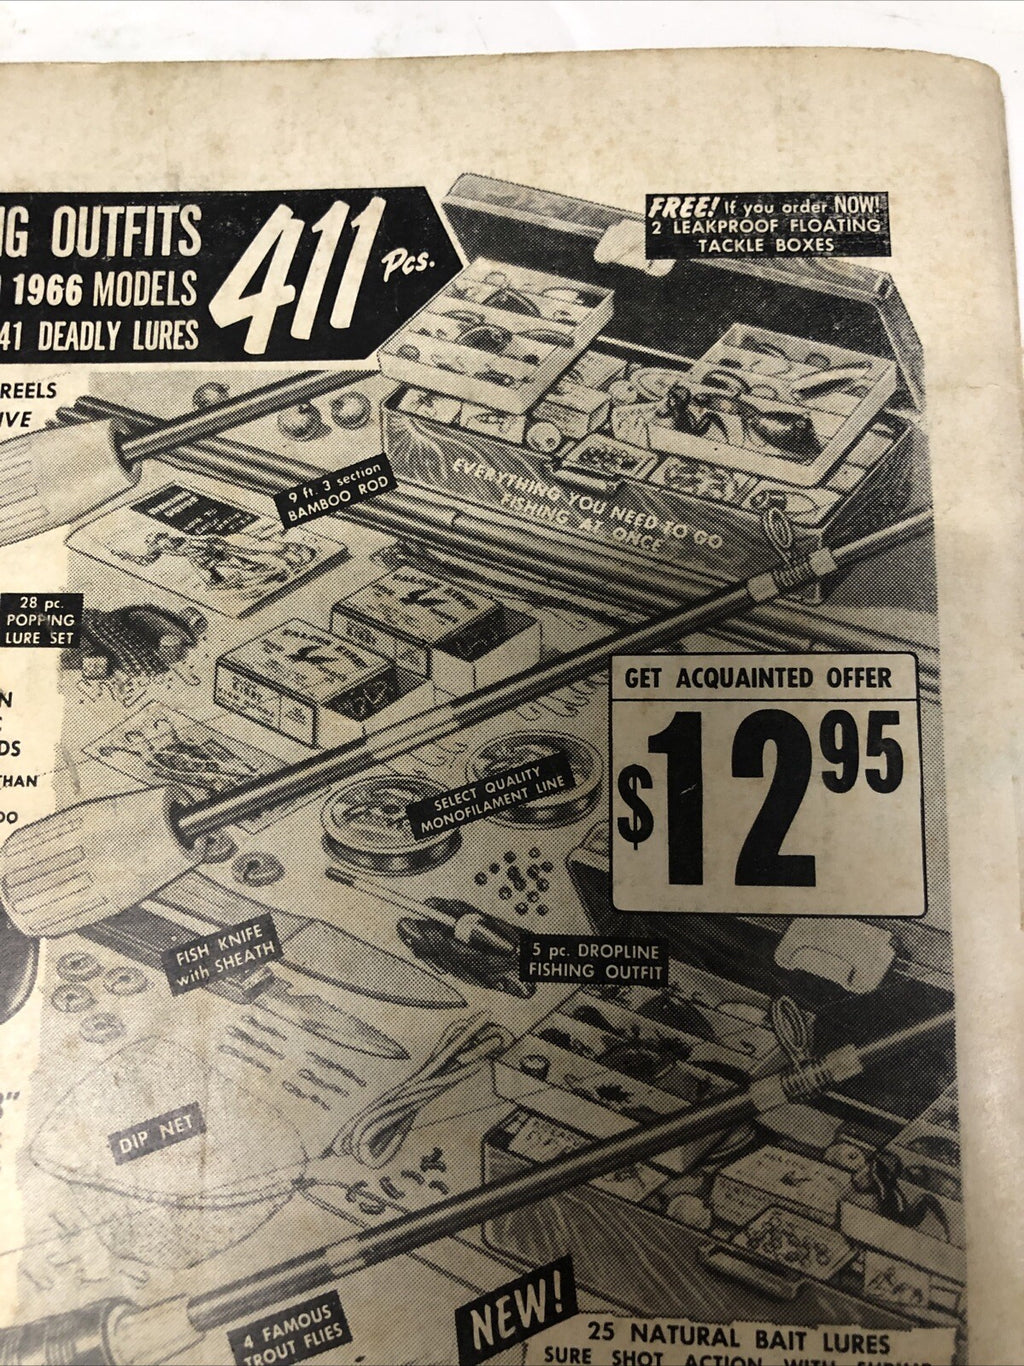 OUTFITS
1966 MODELS
41 DEADLY LURES
411 Pcs.
FREE! If you order NOW!
2 LEAKPROOF FLOATING
TACKLE BOXES
REELS
EVERYTHING YOU NEED TO GO
FISHING AT ONCE
9 ft. 3 section
BAMBOO ROD
28 pc.
POPPING
LURE SET
GET ACQUAINTED OFFER
$12 95
SELECT QUALITY
MONOFILAMENT LINE
FISH KNIFE
with SHEATH
5 pc. DROPLINE
FISHING OUTFIT
DIP NET
4 FAMOUS
TROUT FLIES
NEW!
25 NATURAL BAIT LURES
SURE SHOT ACTION WITH